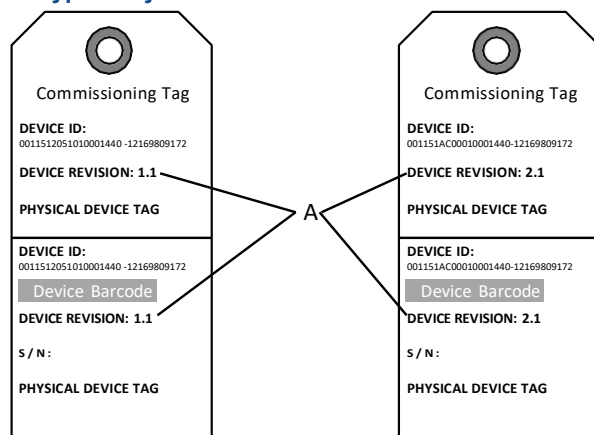 Commissioning Tag
DEVICE ID:
0011512051010001440 -12169809172
DEVICE REVISION: 1.1
PHYSICAL DEVICE TAG
DEVICE ID:
0011512051010001440 -12169809172
Device Barcode
DEVICE REVISION: 1.1
S / N :
PHYSICAL DEVICE TAG
A
Commissioning Tag
DEVICE ID:
001151AC00010001440-12169809172
DEVICE REVISION: 2.1
PHYSICAL DEVICE TAG
DEVICE ID:
001151AC00010001440-12169809172
Device Barcode
DEVICE REVISION: 2.1
S / N :
PHYSICAL DEVICE TAG